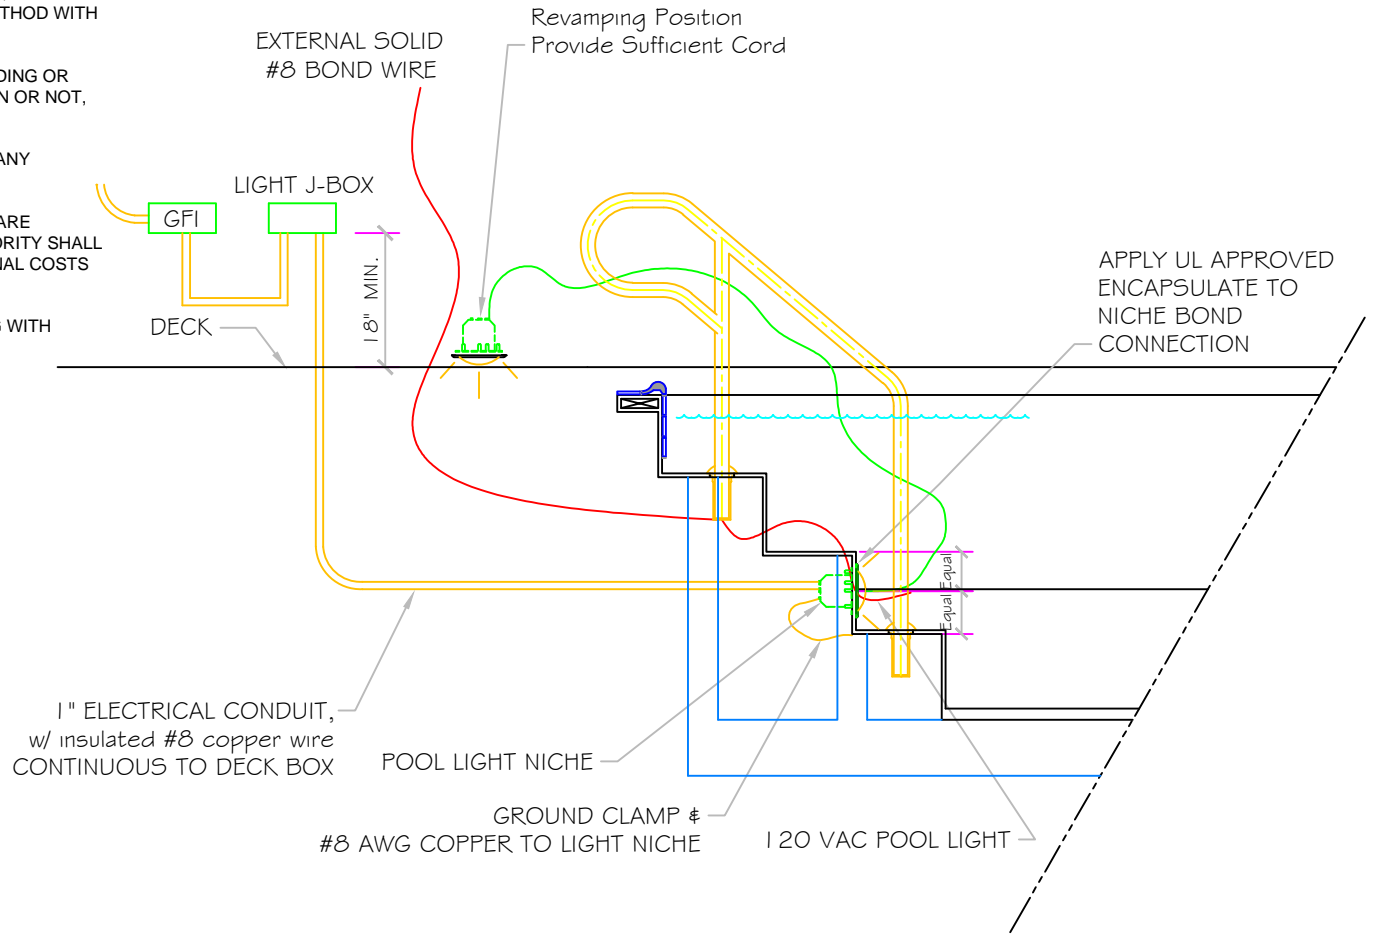 THOD WITH
DING OR
N OR NOT,
ANY
ARE
ORITY SHALL
NAL COSTS
G WITH
EXTERNAL SOLID
#8 BOND WIRE
Revamping Position
Provide Sufficient Cord
LIGHT J-BOX
GFI
18" MIN.
DECK
APPLY UL APPROVED
ENCAPSULATE TO
NICHE BOND
CONNECTION
Equal
Equal
1" ELECTRICAL CONDUIT,
w/ insulated #8 copper wire
CONTINUOUS TO DECK BOX
POOL LIGHT NICHE
GROUND CLAMP &
#8 AWG COPPER TO LIGHT NICHE
120 VAC POOL LIGHT